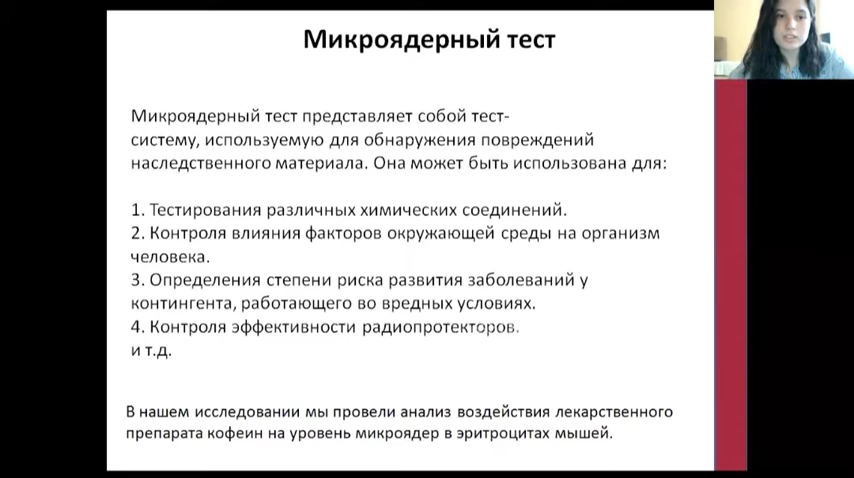 Микроядерный тест
Микроядерный тест представляет собой тест-
систему, используемую для обнаружения повреждений
наследственного материала. Она может быть использована для:
1. Тестирования различных химических соединений.
2. Контроля влияния факторов окружающей среды на организм
человека.
3. Определения степени риска развития заболеваний у
контингента, работающего во вредных условиях.
4. Контроля эффективности радиопротекторов.
и т.д.
В нашем исследовании мы провели анализ воздействия лекарственного
препарата кофеин на уровень микроядер в эритроцитах мышей.